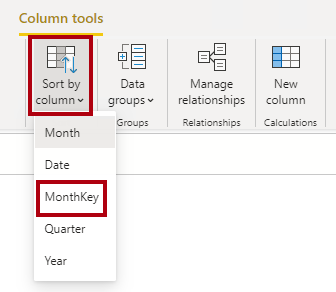 Column tools
Sort by
column
Data
groups
Manage
relationships
New
column
Groups
Relationships
Calculations
Month
Date
MonthKey
Quarter
Year